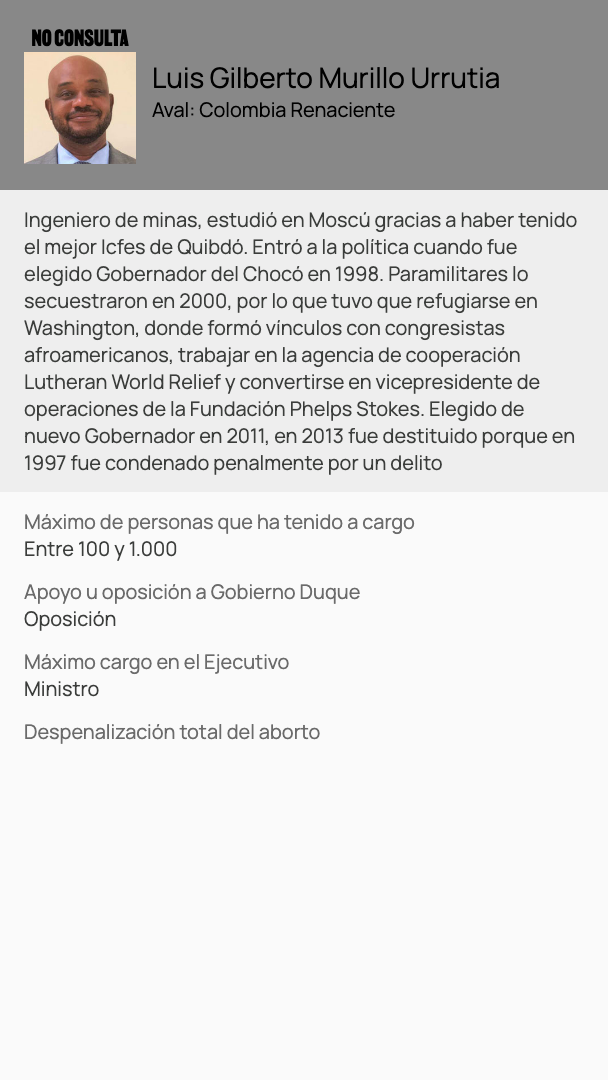 NO CONSULTA
Luis Gilberto Murillo Urrutia
Aval: Colombia Renaciente
Ingeniero de minas, estudió en Moscú gracias a haber tenido
el mejor Icfes de Quibdó. Entró a la política cuando fue
elegido Gobernador del Chocó en 1998. Paramilitares lo
secuestraron en 2000, por lo que tuvo que refugiarse en
Washington, donde formó vínculos con congresistas
afroamericanos, trabajar en la agencia de cooperación
Lutheran World Relief y convertirse en vicepresidente de
operaciones de la Fundación Phelps Stokes. Elegido de
nuevo Gobernador en 2011, en 2013 fue destituido porque en
1997 fue condenado penalmente por un delito
Máximo de personas que ha tenido a cargo
Entre 100 y 1.000
Apoyo u oposición a Gobierno Duque
Oposición
Máximo cargo en el Ejecutivo
Ministro
Despenalización total del aborto